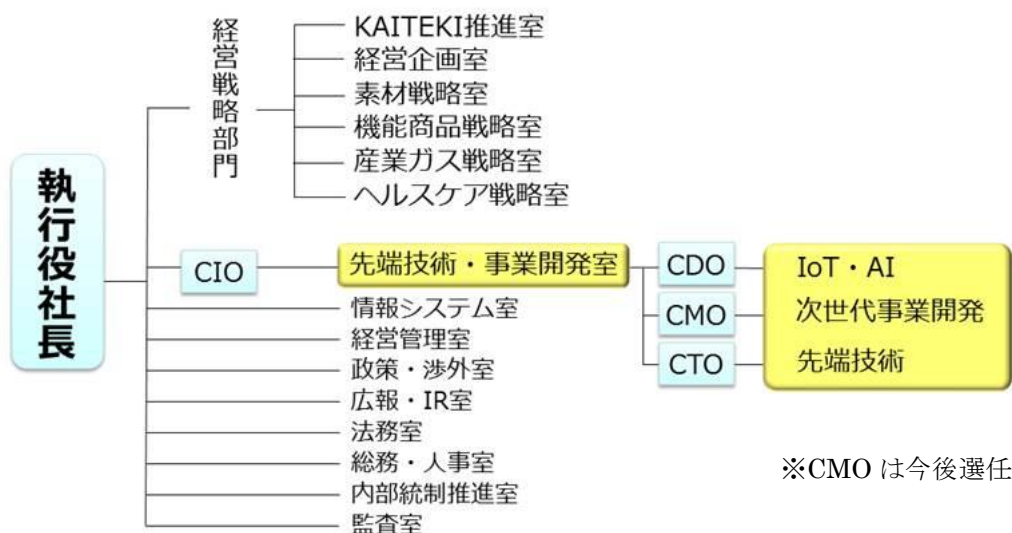 執行役社長
経営戦略部門
KAITEKI推進室
経営企画室
素材戦略室
機能商品戦略室
産業ガス戦略室
ヘルスケア戦略室
CIO
先端技術・事業開発室
CDO
IoT・AI
CMO
次世代事業開発
CTO
先端技術
情報システム室
経営管理室
政策・渉外室
広報・IR室
法務室
総務・人事室
内部統制推進室
監査室
※CMO は今後選任